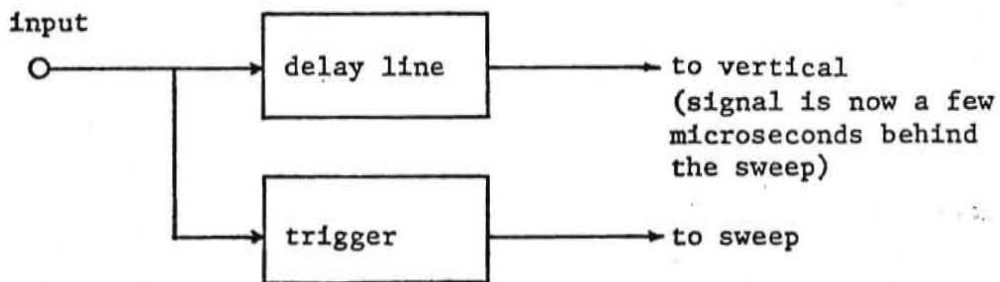 input
delay line
to vertical
(signal is now a few
microseconds behind
the sweep)
trigger
to sweep